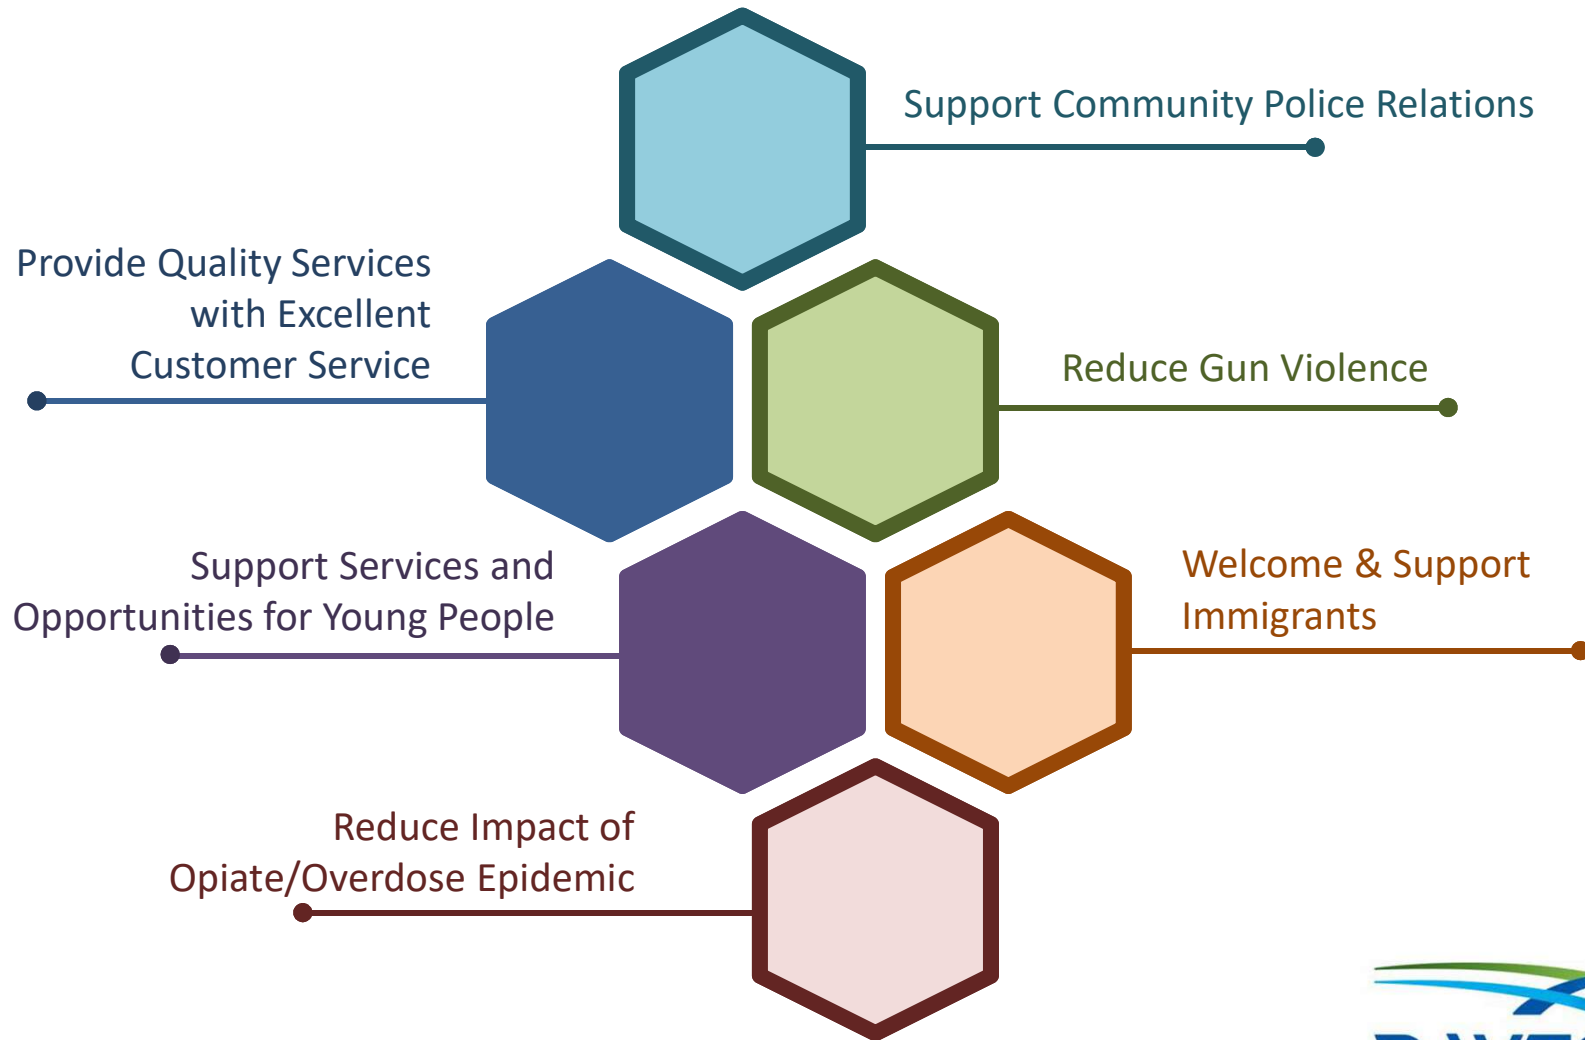 Support Community Police Relations
Provide Quality Services
with Excellent
Customer Service
Reduce Gun Violence
Support Services and
Opportunities for Young People
Welcome & Support
Immigrants
Reduce Impact of
Opiate/Overdose Epidemic